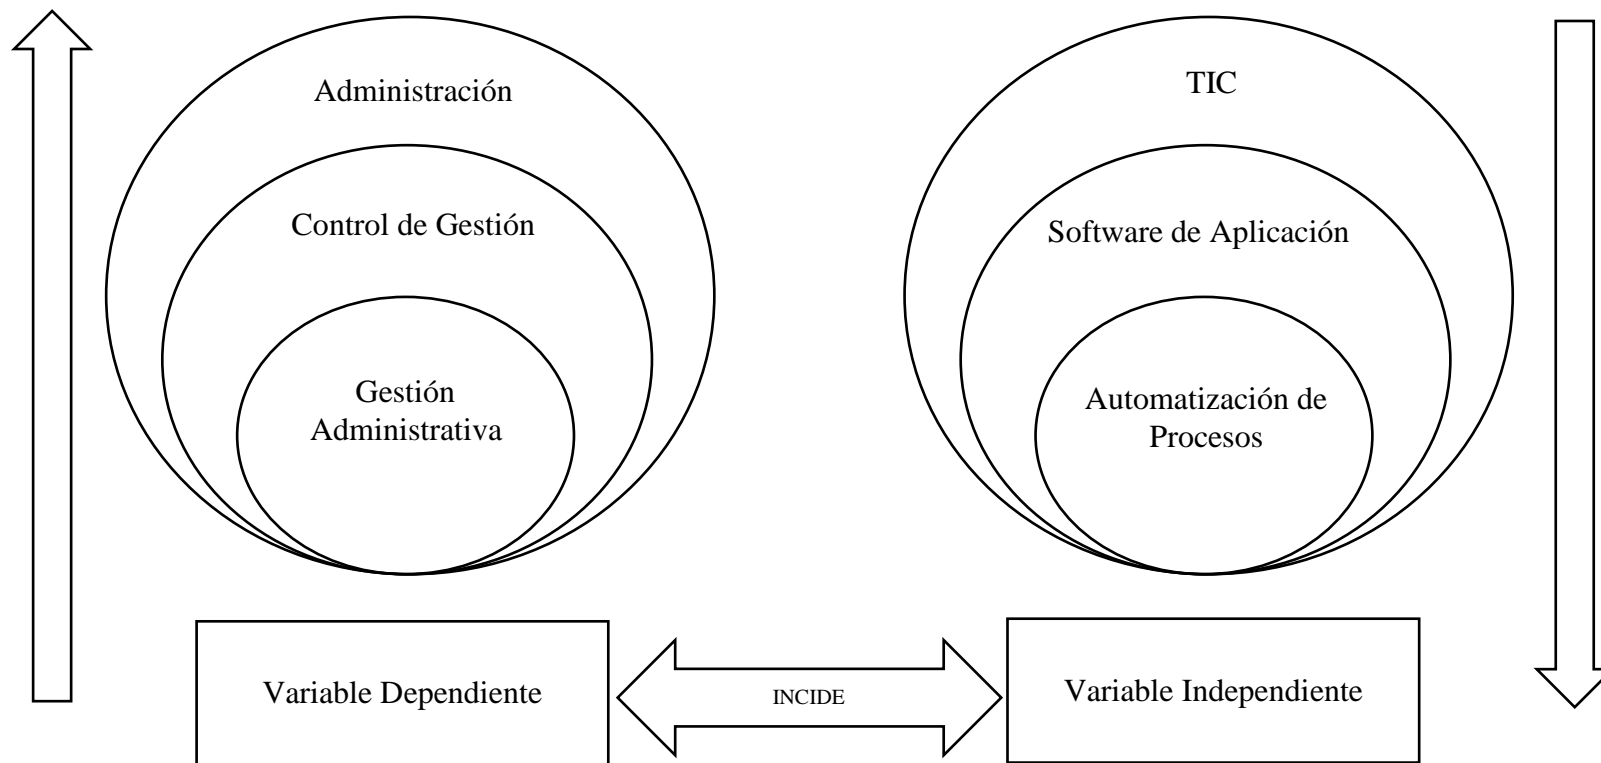 Administración
Control de Gestión
Gestión
Administrativa
TIC
Software de Aplicación
Automatización de
Procesos
Variable Dependiente
INCIDE
Variable Independiente